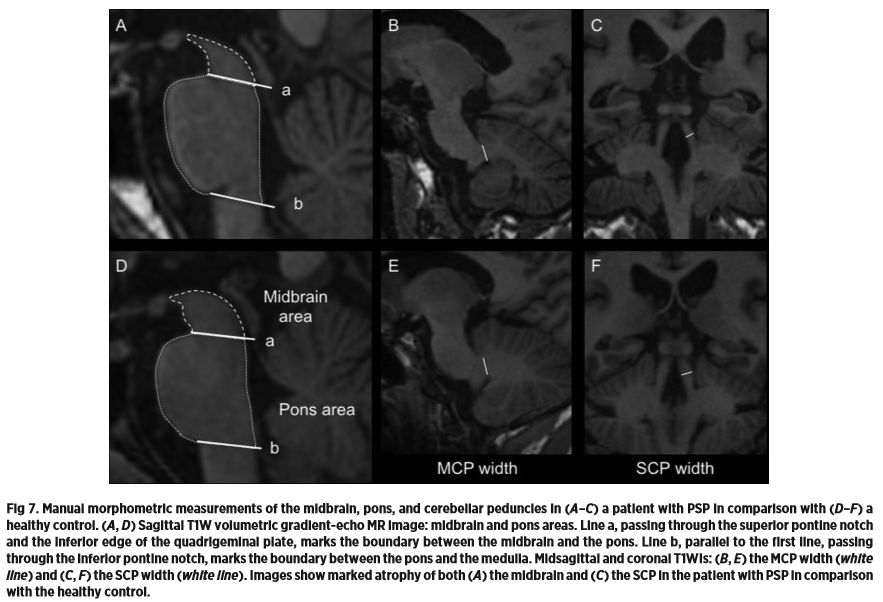 A
B
C
a
b
D
E
F
Midbrain
area
a
Pons area
b
MCP width
SCP width
Fig 7. Manual morphometric measurements of the midbrain, pons, and cerebellar peduncles in (A–C) a patient with PSP in comparison with (D–F) a
healthy control. (A, D) Sagittal T1W volumetric gradient-echo MR image: midbrain and pons areas. Line a, passing through the superior pontine notch
and the inferior edge of the quadrigeminal plate, marks the boundary between the midbrain and the pons. Line b, parallel to the first line, passing
through the inferior pontine notch, marks the boundary between the pons and the medulla. Midsagittal and coronal T1WIs: (B, E) the MCP width (white
line) and (C, F) the SCP width (white line). Images show marked atrophy of both (A) the midbrain and (C) the SCP in the patient with PSP in comparison
with the healthy control.